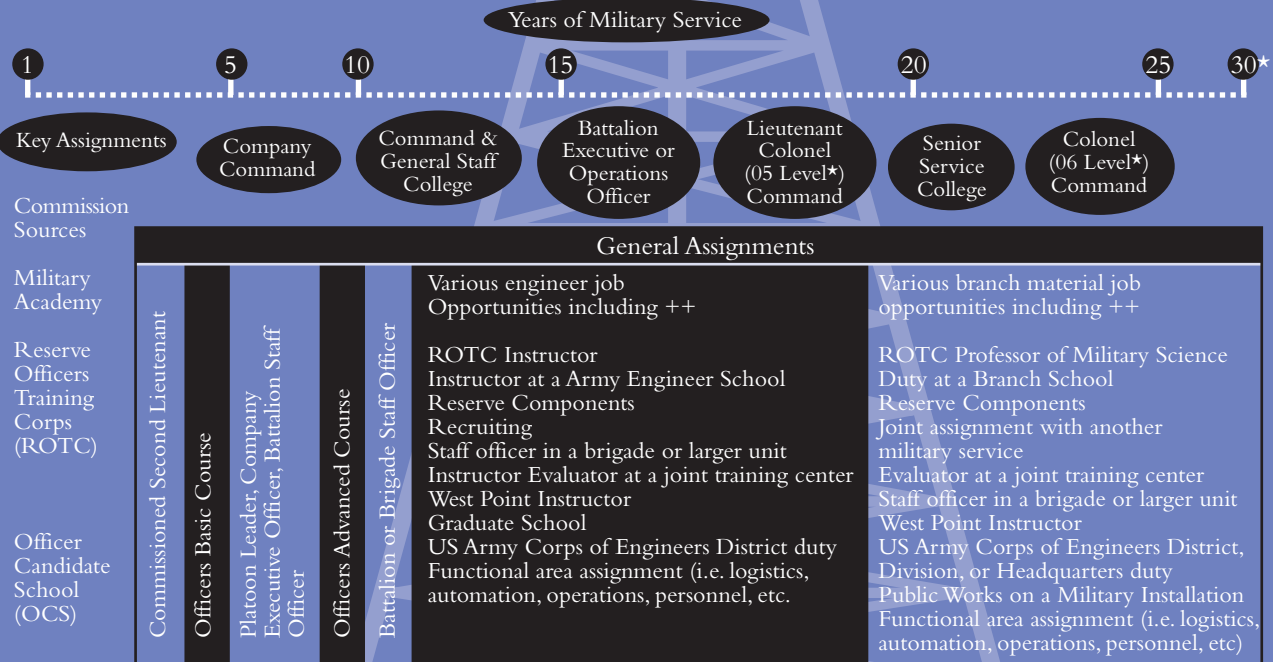 Years of Military Service
1
5
10
15
20
25
30★
Key Assignments
Company
Command
Command &
General Staff
College
Battalion
Executive or
Operations
Officer
Lieutenant
Colonel
(05 Level★)
Command
Senior
Service
College
Colonel
(06 Level★)
Command
Commission
Sources
Military
Academy
Reserve
Officers
Training
Corps
(ROTC)
Officer
Candidate
School
(OCS)
General Assignments
Commissioned Second Lieutenant
Officers Basic Course
Platoon Leader, Company
Executive Officer, Battalion Staff
Officer
Officers Advanced Course
Battalion or Brigade Staff Officer
Various engineer job
Opportunities including ++
ROTC Instructor
Instructor at a Army Engineer School
Reserve Components
Recruiting
Staff officer in a brigade or larger unit
Instructor Evaluator at a joint training center
West Point Instructor
Graduate School
US Army Corps of Engineers District duty
Functional area assignment (i.e. logistics,
automation, operations, personnel, etc.
Various branch material job
opportunities including ++
ROTC Professor of Military Science
Duty at a Branch School
Reserve Components
Joint assignment with another
military service
Evaluator at a joint training center
Staff officer in a brigade or larger unit
West Point Instructor
US Army Corps of Engineers District,
Division, or Headquarters duty
Public Works on a Military Installation
Functional area assignment (i.e. logistics,
automation, operations, personnel, etc)